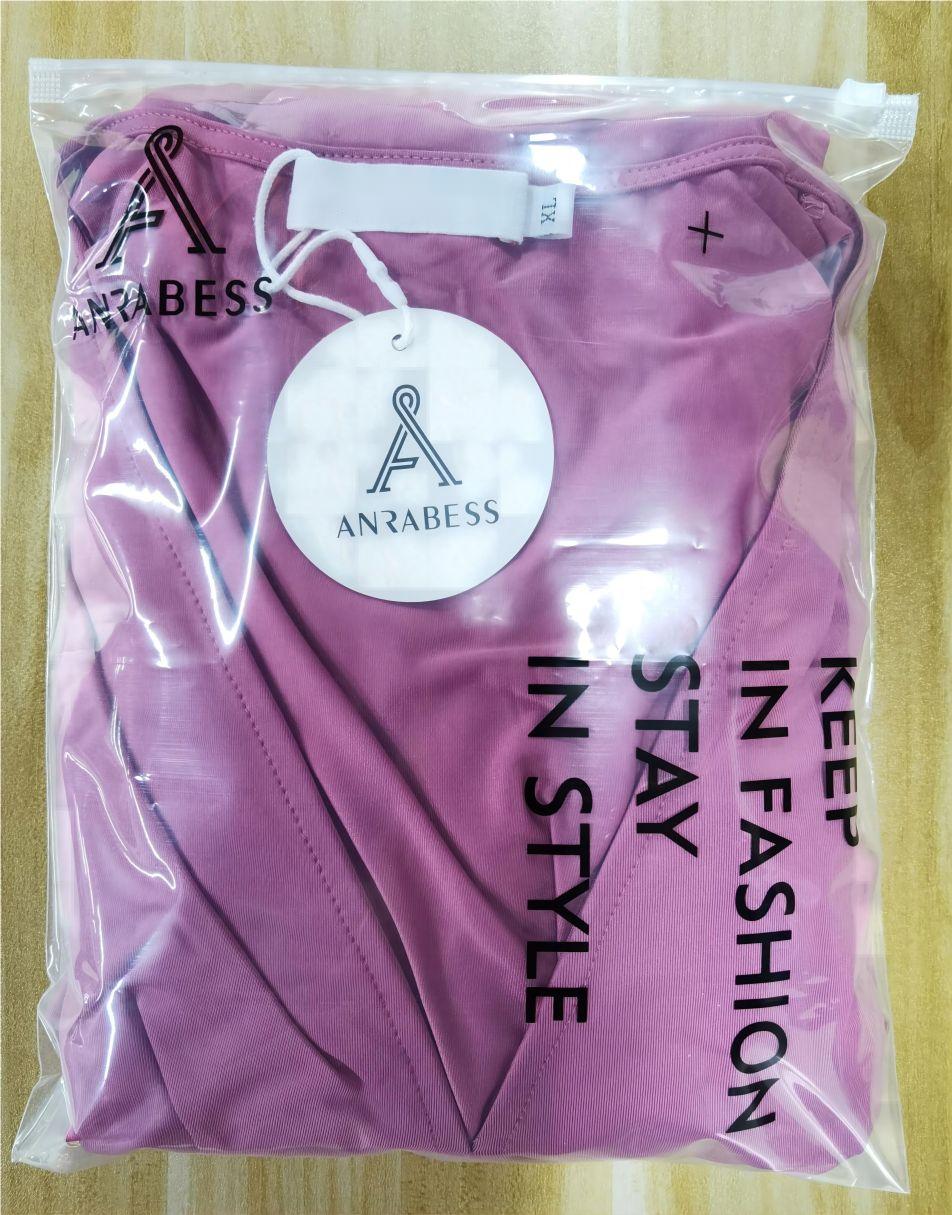 ANRABESS
XL
ANRABESS
KEEP
IN FASHION
STAY
IN STYLE